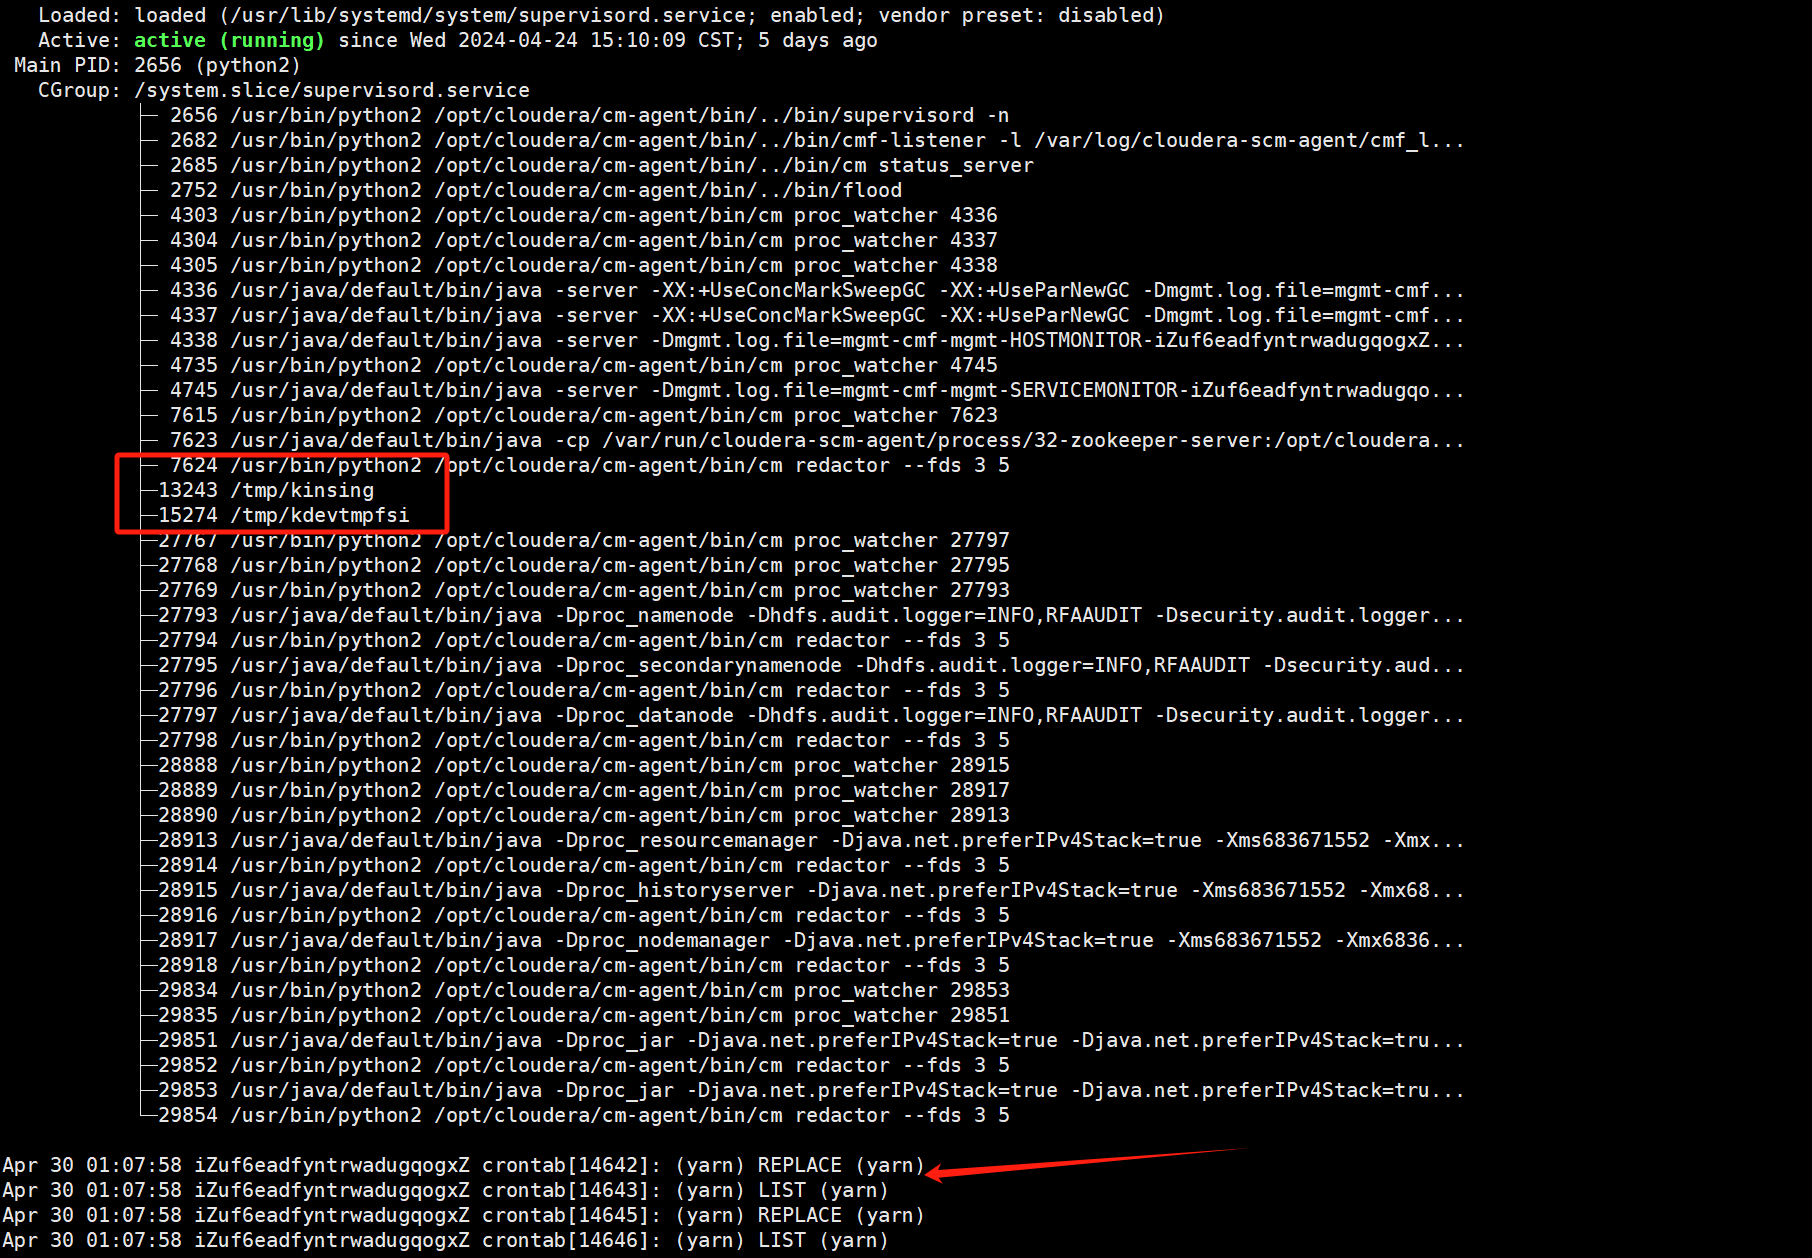 Loaded: loaded (/usr/lib/systemd/system/supervisord.service; enabled; vendor preset: disabled)
Active: active (running) since Wed 2024-04-24 15:10:09 CST; 5 days ago
Main PID: 2656 (python2)
CGroup: /system.slice/supervisord.service
├─ 2656 /usr/bin/python2 /opt/cloudera/cm-agent/bin/../bin/supervisord -n
├─ 2682 /usr/bin/python2 /opt/cloudera/cm-agent/bin/../bin/cmf-listener -l /var/log/cloudera-scm-agent/cmf_l...
├─ 2685 /usr/bin/python2 /opt/cloudera/cm-agent/bin/../bin/cm status_server
├─ 2752 /usr/bin/python2 /opt/cloudera/cm-agent/bin/../bin/flood
├─ 4303 /usr/bin/python2 /opt/cloudera/cm-agent/bin/cm proc_watcher 4336
├─ 4304 /usr/bin/python2 /opt/cloudera/cm-agent/bin/cm proc_watcher 4337
├─ 4305 /usr/bin/python2 /opt/cloudera/cm-agent/bin/cm proc_watcher 4338
├─ 4336 /usr/java/default/bin/java -server -XX:+UseConcMarkSweepGC -XX:+UseParNewGC -Dmgmt.log.file=mgmt-cmf...
├─ 4337 /usr/java/default/bin/java -server -XX:+UseConcMarkSweepGC -XX:+UseParNewGC -Dmgmt.log.file=mgmt-cmf...
├─ 4338 /usr/java/default/bin/java -server -Dmgmt.log.file=mgmt-cmf-mgmt-HOSTMONITOR-iZuf6eadfyntrwadugqogxZ...
├─ 4735 /usr/bin/python2 /opt/cloudera/cm-agent/bin/cm proc_watcher 4745
├─ 4745 /usr/java/default/bin/java -server -Dmgmt.log.file=mgmt-cmf-mgmt-SERVICEMONITOR-iZuf6eadfyntrwadugqo...
├─ 7615 /usr/bin/python2 /opt/cloudera/cm-agent/bin/cm proc_watcher 7623
├─ 7623 /usr/java/default/bin/java -cp /var/run/cloudera-scm-agent/process/32-zookeeper-server:/opt/cloudera...
├─ 7624 /usr/bin/python2 /opt/cloudera/cm-agent/bin/cm redactor --fds 3 5
├─13243 /tmp/kinsing
├─15274 /tmp/kdevtmpfsi
├─27767 /usr/bin/python2 /opt/cloudera/cm-agent/bin/cm proc_watcher 27797
├─27768 /usr/bin/python2 /opt/cloudera/cm-agent/bin/cm proc_watcher 27795
├─27769 /usr/bin/python2 /opt/cloudera/cm-agent/bin/cm proc_watcher 27793
├─27793 /usr/java/default/bin/java -Dproc_namenode -Dhdfs.audit.logger=INFO,RFAAUDIT -Dsecurity.audit.logger...
├─27794 /usr/bin/python2 /opt/cloudera/cm-agent/bin/cm redactor --fds 3 5
├─27795 /usr/java/default/bin/java -Dproc_secondarynamenode -Dhdfs.audit.logger=INFO,RFAAUDIT -Dsecurity.aud...
├─27796 /usr/bin/python2 /opt/cloudera/cm-agent/bin/cm redactor --fds 3 5
├─27797 /usr/java/default/bin/java -Dproc_datanode -Dhdfs.audit.logger=INFO,RFAAUDIT -Dsecurity.audit.logger...
├─27798 /usr/bin/python2 /opt/cloudera/cm-agent/bin/cm redactor --fds 3 5
├─28888 /usr/bin/python2 /opt/cloudera/cm-agent/bin/cm proc_watcher 28915
├─28889 /usr/bin/python2 /opt/cloudera/cm-agent/bin/cm proc_watcher 28917
├─28890 /usr/bin/python2 /opt/cloudera/cm-agent/bin/cm proc_watcher 28913
├─28913 /usr/java/default/bin/java -Dproc_resourcemanager -Djava.net.preferIPv4Stack=true -Xms683671552 -Xmx...
├─28914 /usr/bin/python2 /opt/cloudera/cm-agent/bin/cm redactor --fds 3 5
├─28915 /usr/java/default/bin/java -Dproc_historyserver -Djava.net.preferIPv4Stack=true -Xms683671552 -Xmx68...
├─28916 /usr/bin/python2 /opt/cloudera/cm-agent/bin/cm redactor --fds 3 5
├─28917 /usr/java/default/bin/java -Dproc_nodemanager -Djava.net.preferIPv4Stack=true -Xms683671552 -Xmx6836...
├─28918 /usr/bin/python2 /opt/cloudera/cm-agent/bin/cm redactor --fds 3 5
├─29834 /usr/bin/python2 /opt/cloudera/cm-agent/bin/cm proc_watcher 29853
├─29835 /usr/bin/python2 /opt/cloudera/cm-agent/bin/cm proc_watcher 29851
├─29851 /usr/java/default/bin/java -Dproc_jar -Djava.net.preferIPv4Stack=true -Djava.net.preferIPv4Stack=tru...
├─29852 /usr/bin/python2 /opt/cloudera/cm-agent/bin/cm redactor --fds 3 5
├─29853 /usr/java/default/bin/java -Dproc_jar -Djava.net.preferIPv4Stack=true -Djava.net.preferIPv4Stack=tru...
└─29854 /usr/bin/python2 /opt/cloudera/cm-agent/bin/cm redactor --fds 3 5
Apr 30 01:07:58 iZuf6eadfyntrwadugqogxZ crontab[14642]: (yarn) REPLACE (yarn)
Apr 30 01:07:58 iZuf6eadfyntrwadugqogxZ crontab[14643]: (yarn) LIST (yarn)
Apr 30 01:07:58 iZuf6eadfyntrwadugqogxZ crontab[14645]: (yarn) REPLACE (yarn)
Apr 30 01:07:58 iZuf6eadfyntrwadugqogxZ crontab[14646]: (yarn) LIST (yarn)